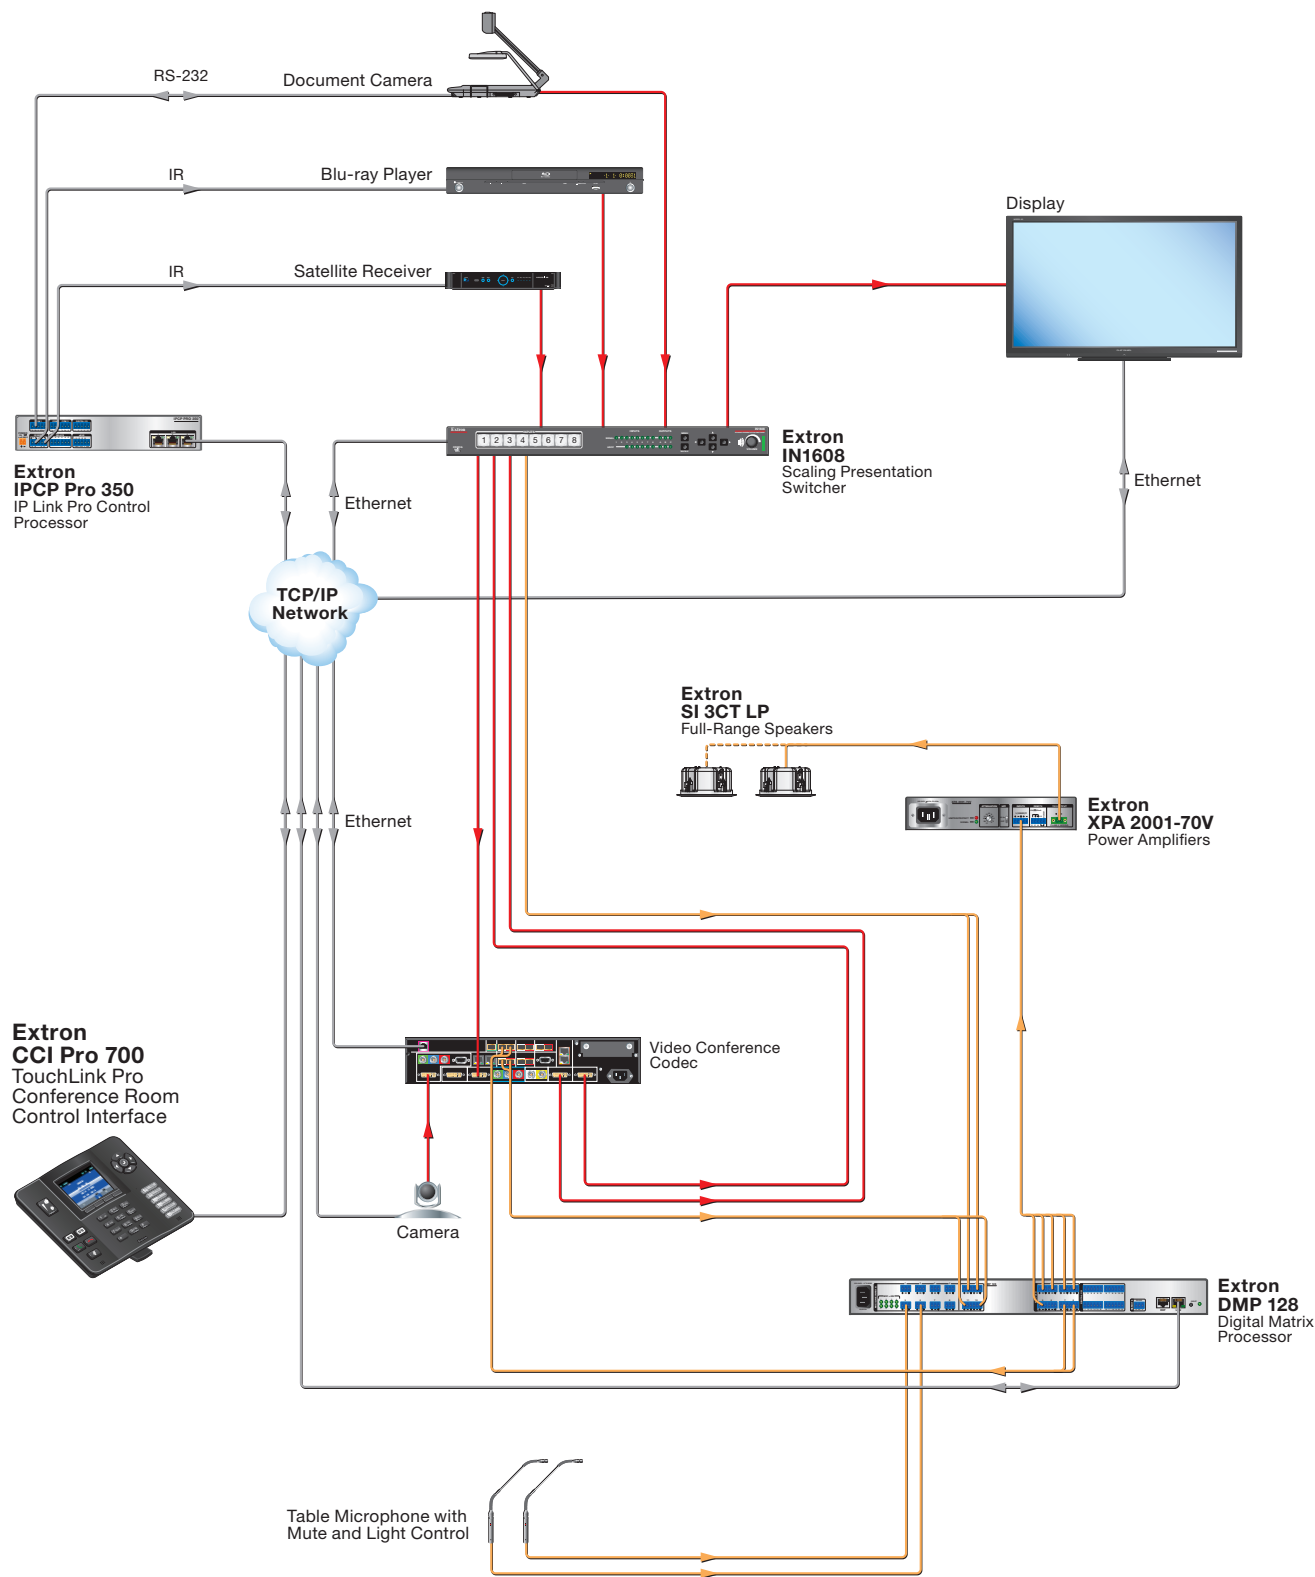 RS-232
Document Camera
IR
Blu-ray Player
Display
IR
Satellite Receiver
IPCP PRO 350
Extron
1 2 3 4 5 6 7 8
Extron
IN1608
Scaling Presentation
Switcher
Extron
IPCP Pro 350
IP Link Pro Control
Processor
Ethernet
Ethernet
TCP/IP
Network
Extron
SI 3CT LP
Full-Range Speakers
Extron
XPA 2001-70V
Power Amplifiers
Ethernet
Video Conference
Codec
Extron
CCI Pro 700
TouchLink Pro
Conference Room
Control Interface
Camera
Extron
DMP 128
Digital Matrix
Processor
Table Microphone with
Mute and Light Control